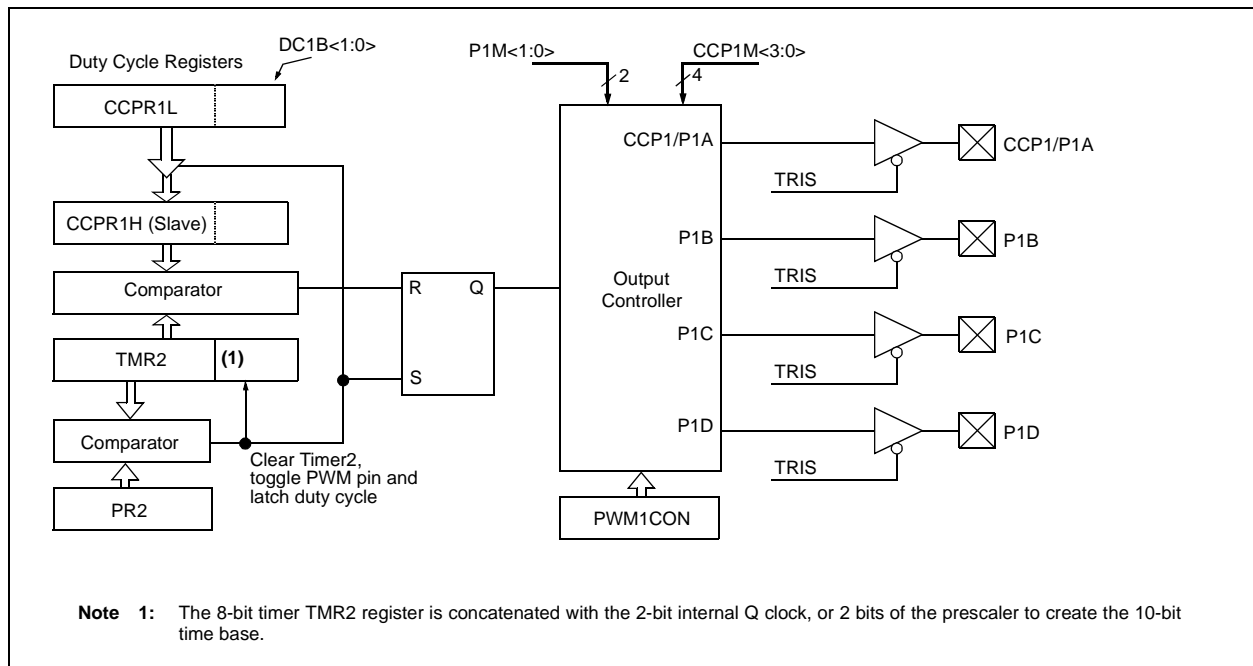 DC1B<1:0>
Duty Cycle Registers
CCPR1L
CCPR1H (Slave)
Comparator
TMR2 (1)
Comparator
PR2
Clear Timer2,
toggle PWM pin and
latch duty cycle
R Q
S
P1M<1:0>
2
CCP1M<3:0>
4
Output
Controller
CCP1/P1A
P1B
P1C
P1D
PWM1CON
TRIS
CCP1/P1A
TRIS
P1B
TRIS
P1C
TRIS
P1D
Note 1: The 8-bit timer TMR2 register is concatenated with the 2-bit internal Q clock, or 2 bits of the prescaler to create the 10-bit
time base.